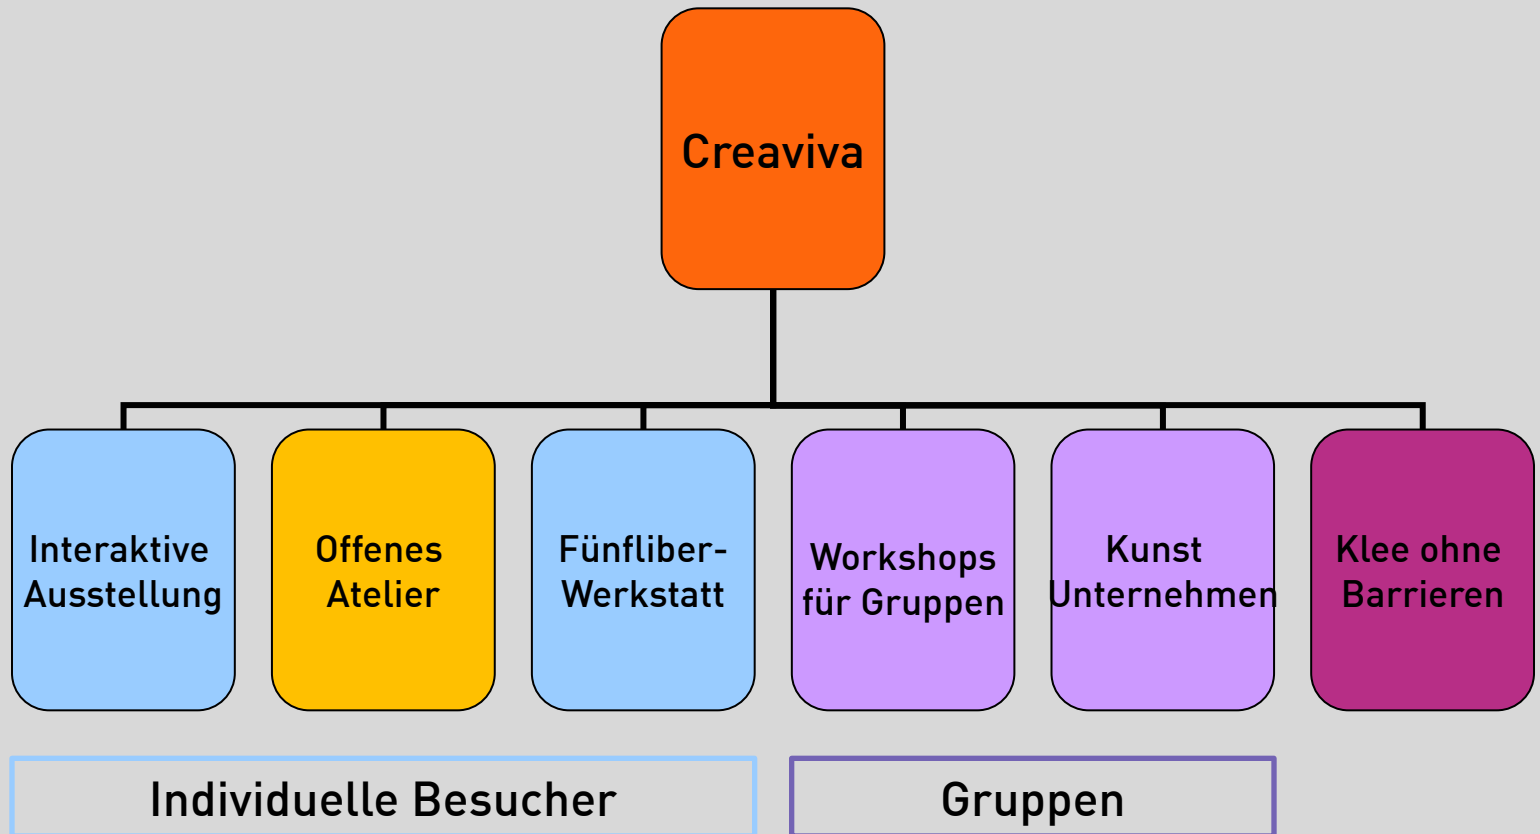 Creaviva
Interaktive
Ausstellung
Offenes
Atelier
Fünfliber-
Werkstatt
Workshops
für Gruppen
Kunst
Unternehmen
Klee ohne
Barrieren
Individuelle Besucher
Gruppen